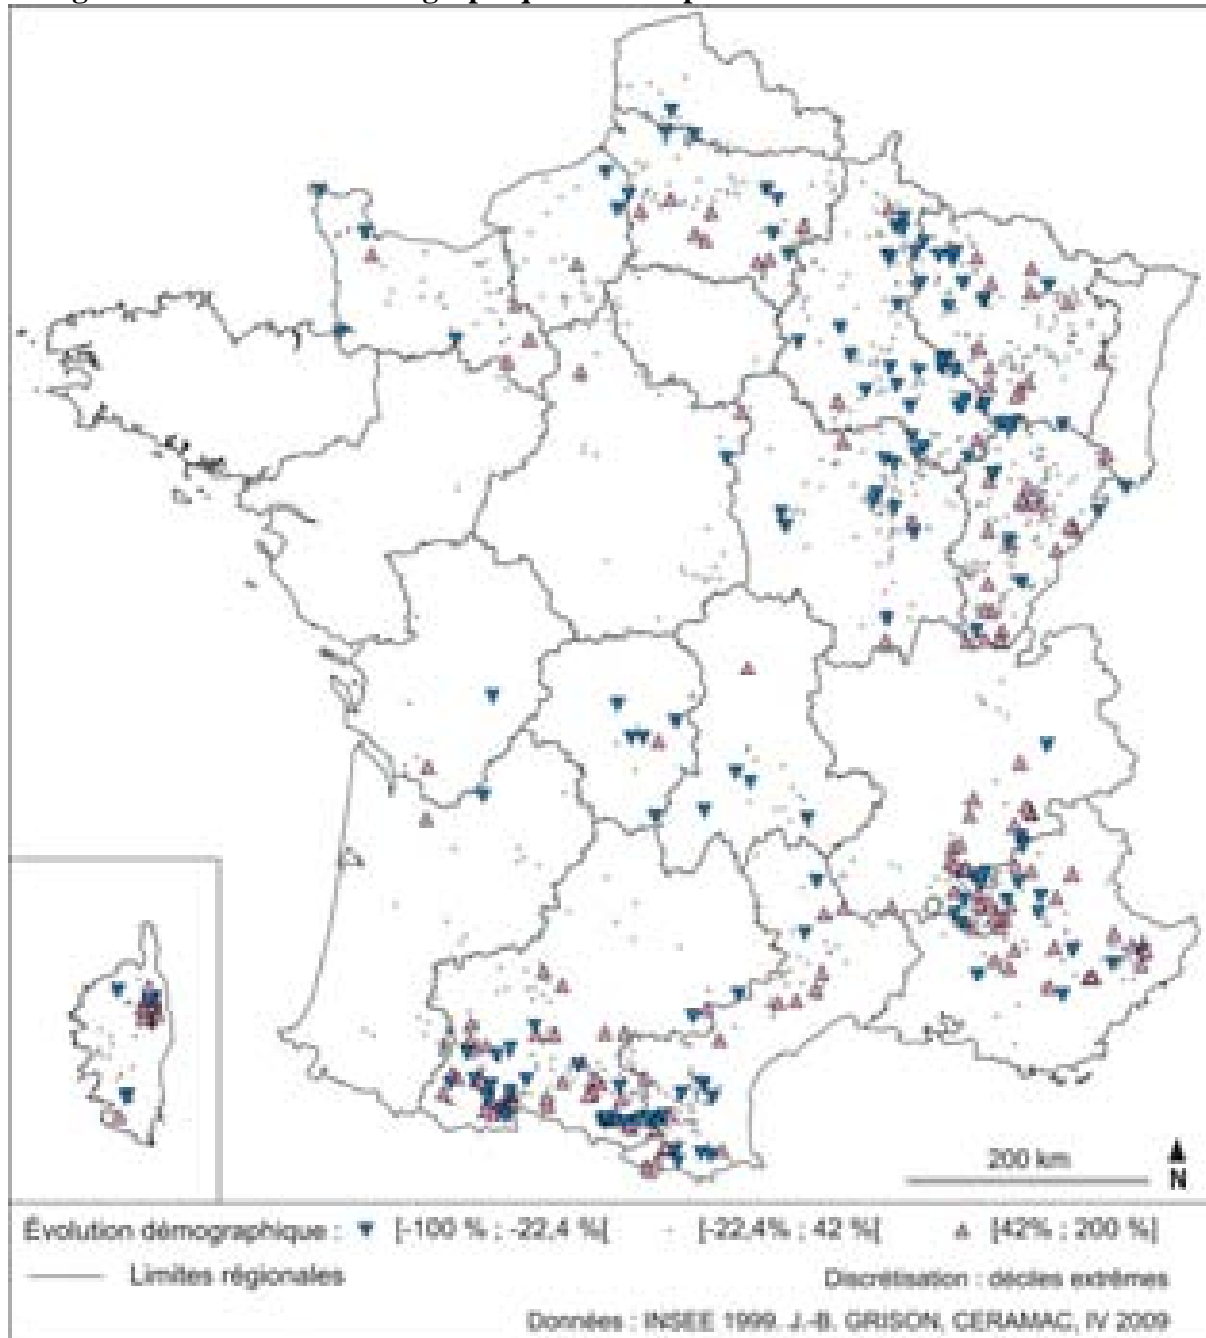 200 km
N
Évolution démographique : [-100 % ; -22,4 %[ [-22,4% ; 42 %[ [42% ; 200 %]
Limites régionales
Discrétisation : déciles extrêmes
Données : INSEE 1999. J.-B. GRISON, CERAMAC, IV 2009